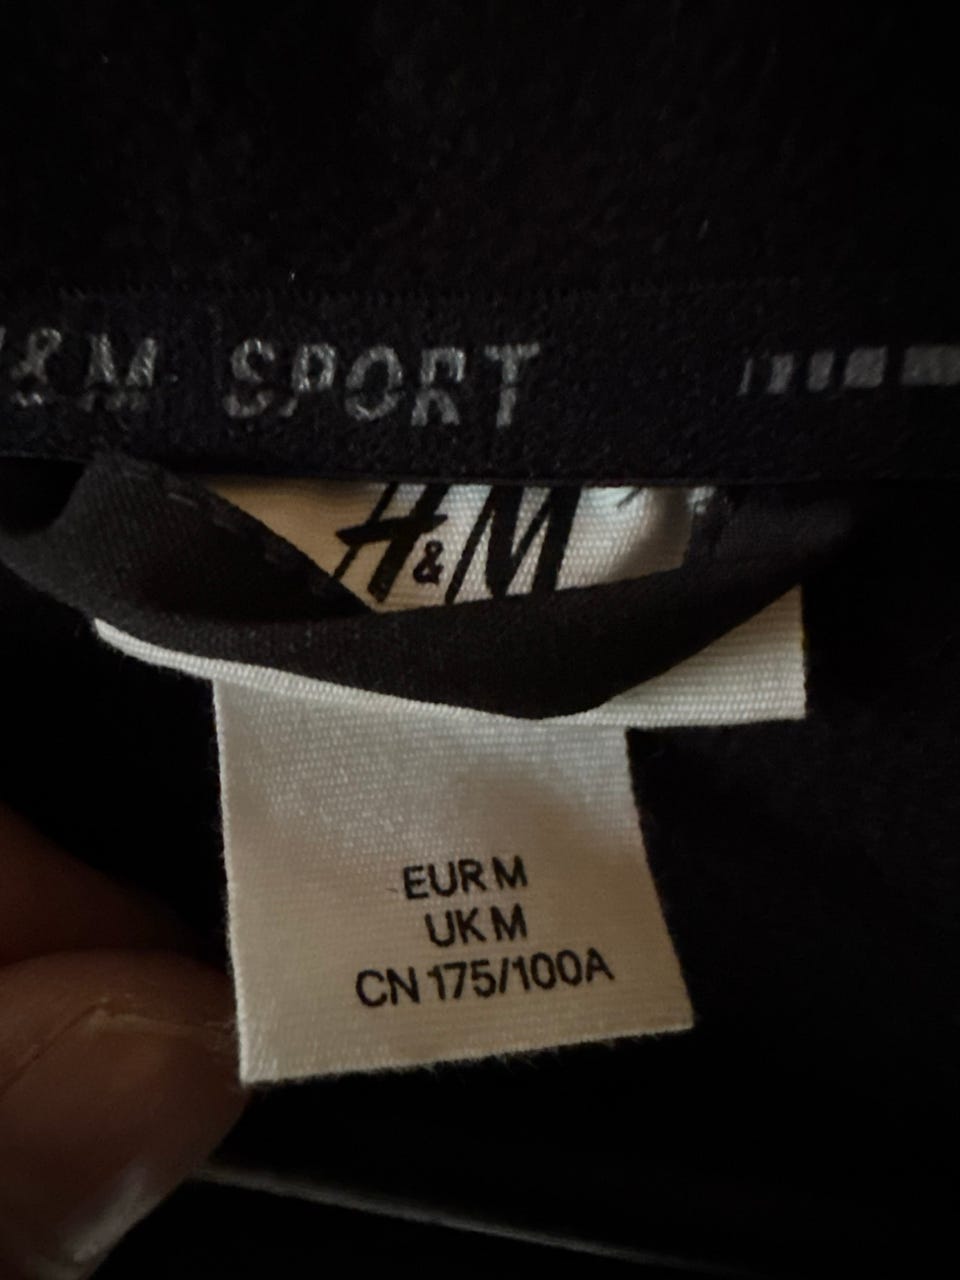 &M SPORT
H&M
EUR M
UK M
CN 175/100A